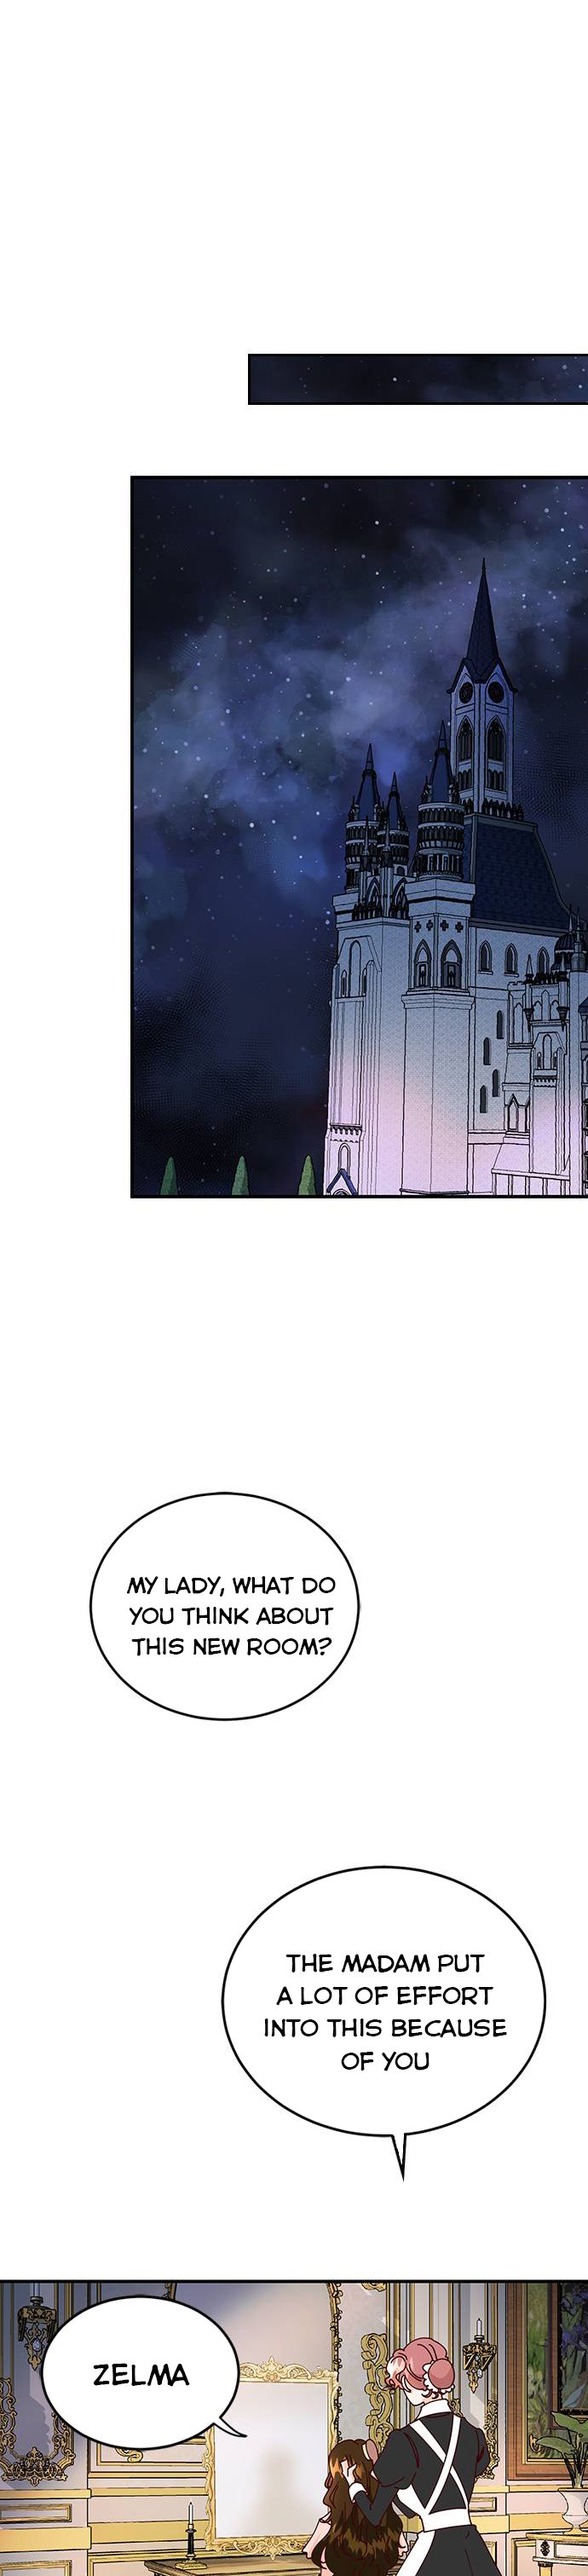 MY LADY, WHAT DO
YOU THINK ABOUT
THIS NEW ROOM?
THE MADAM PUT
A LOT OF EFFORT
INTO THIS BECAUSE
OF YOU
ZELMA